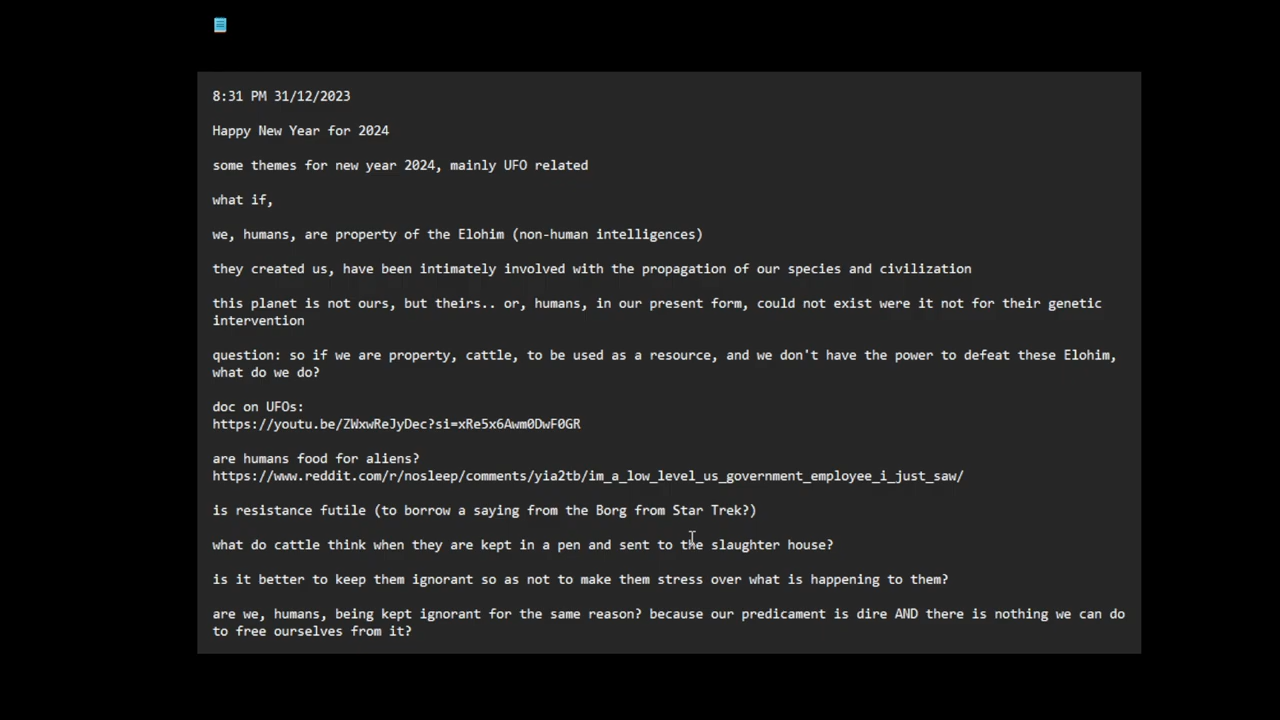 8:31 PM 31/12/2023
Happy New Year for 2024
some themes for new year 2024, mainly UFO related
what if,
we, humans, are property of the Elohim (non-human intelligences)
they created us, have been intimately involved with the propagation of our species and civilization
this planet is not ours, but theirs.. or, humans, in our present form, could not exist were it not for their genetic
intervention
question: so if we are property, cattle, to be used as a resource, and we don't have the power to defeat these Elohim,
what do we do?
doc on UFOs:
https://youtu.be/ZWxwReJyDec?si=xRe5x6Awm0DwF0GR
are humans food for aliens?
https://www.reddit.com/r/nosleep/comments/yia2tb/im_a_low_level_us_government_employee_i_just_saw/
is resistance futile (to borrow a saying from the Borg from Star Trek?)
what do cattle think when they are kept in a pen and sent to the slaughter house?
is it better to keep them ignorant so as not to make them stress over what is happening to them?
are we, humans, being kept ignorant for the same reason? because our predicament is dire AND there is nothing we can do
to free ourselves from it?